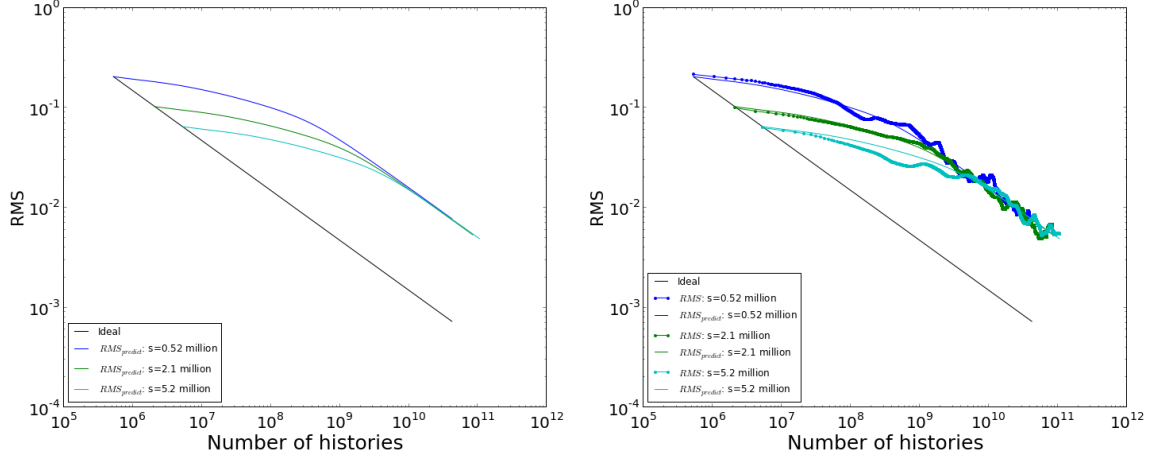 10^0
10^-1
10^-2
10^-3
10^-4
RMS
10^5 10^6 10^7 10^8 10^9 10^10 10^11 10^12
Number of histories
Ideal
RMS_predict: s=0.52 million
RMS_predict: s=2.1 million
RMS_predict: s=5.2 million
10^0
10^-1
10^-2
10^-3
10^-4
RMS
10^5 10^6 10^7 10^8 10^9 10^10 10^11 10^12
Number of histories
Ideal
RMS: s=0.52 million
RMS_predict: s=0.52 million
RMS: s=2.1 million
RMS_predict: s=2.1 million
RMS: s=5.2 million
RMS_predict: s=5.2 million